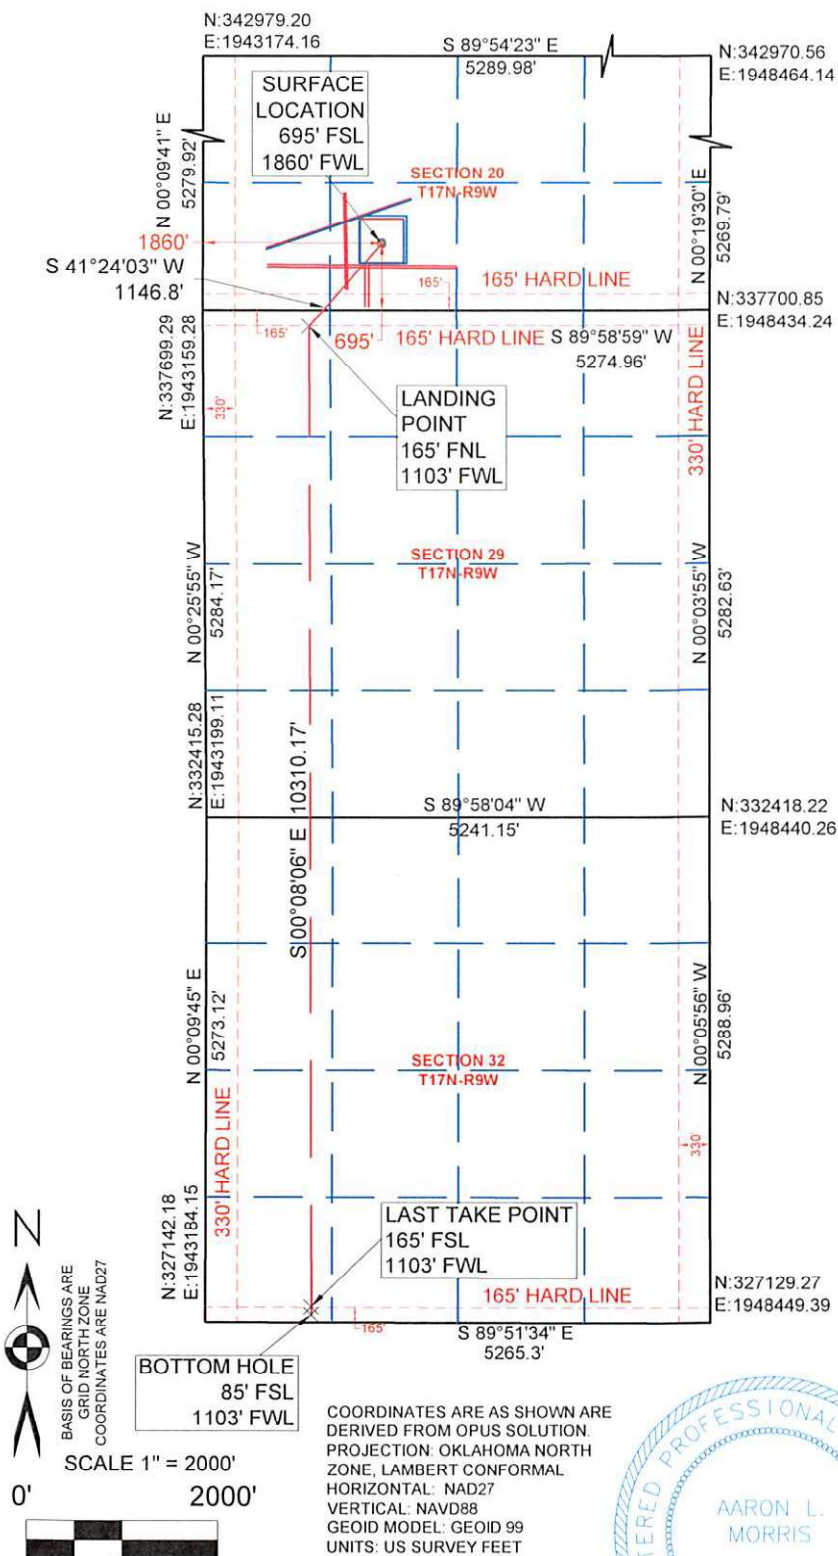 N:342979.20
E:1943174.16
S 89°54'23" E
5289.98'
N:342970.56
E:1948464.14
SURFACE
LOCATION
695' FSL
1860' FWL
N 00°09'41" E
5279.92'
SECTION 20
T17N-R9W
N 00°19'30" E
5269.79'
1860'
S 41°24'03" W
1146.8'
165' HARD LINE
165'
N:337700.85
E:1948434.24
165'
695'
165' HARD LINE
S 89°58'59" W
5274.96'
N:337699.29
E:1943159.28
330'
LANDING
POINT
165' FNL
1103' FWL
330' HARD LINE
SECTION 29
T17N-R9W
N 00°25'55" W
5284.17'
N 00°03'55" W
5282.63'
N:332415.28
E:1943199.11
S 00°08'06" E 10310.17'
S 89°58'04" W
5241.15'
N:332418.22
E:1948440.26
N 00°09'45" E
5273.12'
SECTION 32
T17N-R9W
N 00°05'56" W
5288.96'
330' HARD LINE
330'
N:327142.18
E:1943184.15
LAST TAKE POINT
165' FSL
1103' FWL
165' HARD LINE
N:327129.27
E:1948449.39
165'
S 89°51'34" E
5265.3'
BOTTOM HOLE
85' FSL
1103' FWL
N
BASIS OF BEARINGS ARE
GRID NORTH ZONE
COORDINATES ARE NAD27
SCALE 1" = 2000'
0' 2000'
COORDINATES ARE AS SHOWN ARE
DERIVED FROM OPUS SOLUTION.
PROJECTION: OKLAHOMA NORTH
ZONE, LAMBERT CONFORMAL
HORIZONTAL: NAD27
VERTICAL: NAVD88
GEOID MODEL: GEOID 99
UNITS: US SURVEY FEET
TERED PROFESSIONAL
AARON L.
MORRIS